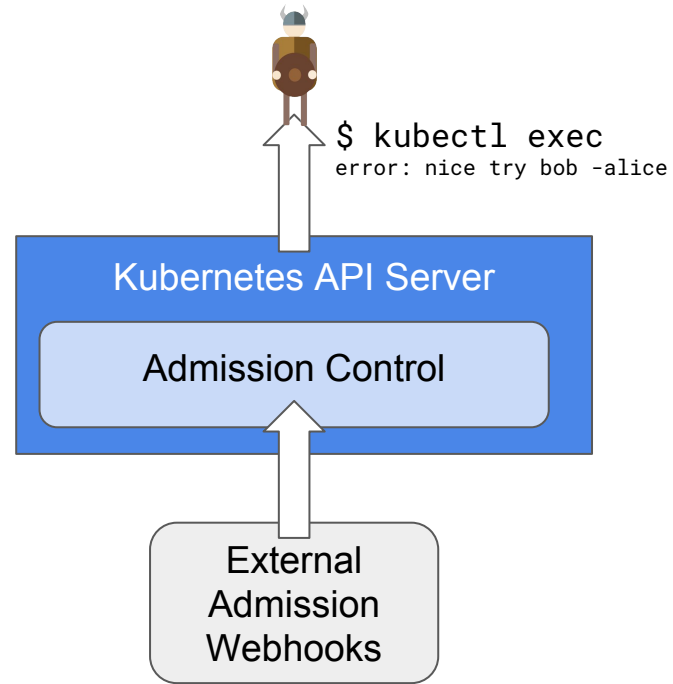 $ kubectl exec
error: nice try bob -alice
Kubernetes API Server
Admission Control
External
Admission
Webhooks